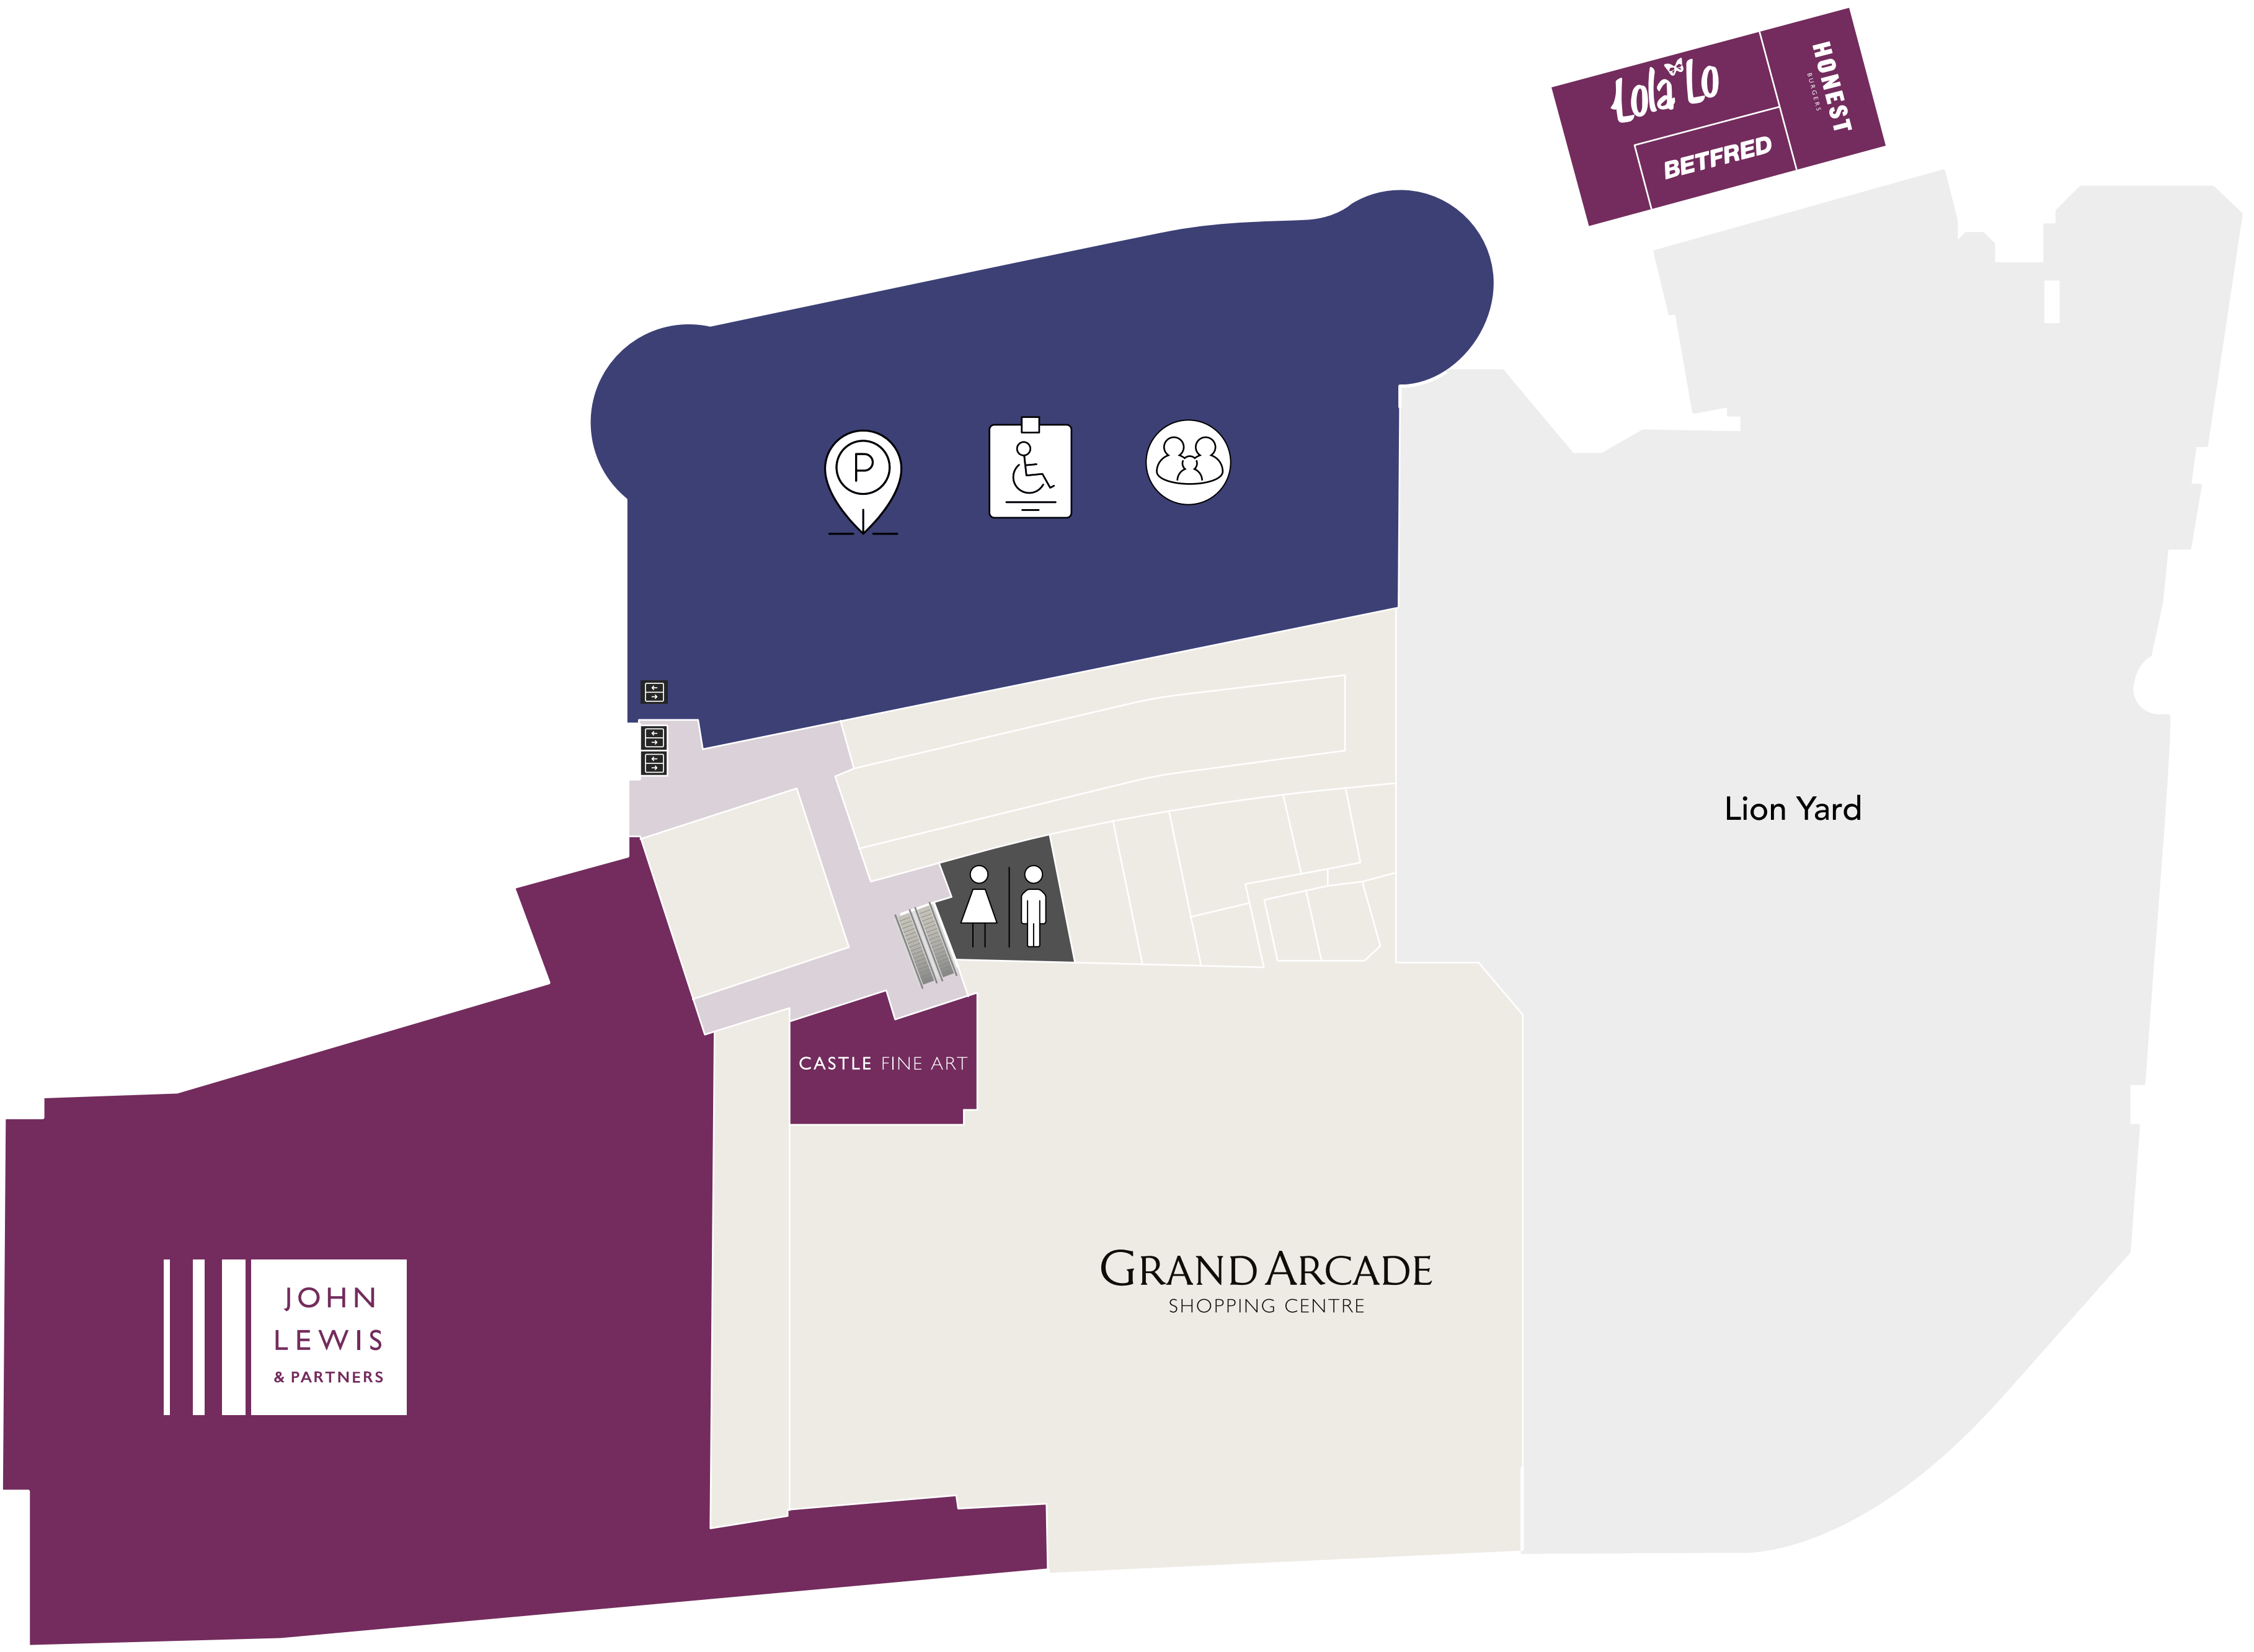 Lola Lo
HONEST
BURGERS
BETFRED
P
Lion Yard
CASTLE FINE ART
GRAND ARCADE
SHOPPING CENTRE
JOHN
LEWIS
& PARTNERS